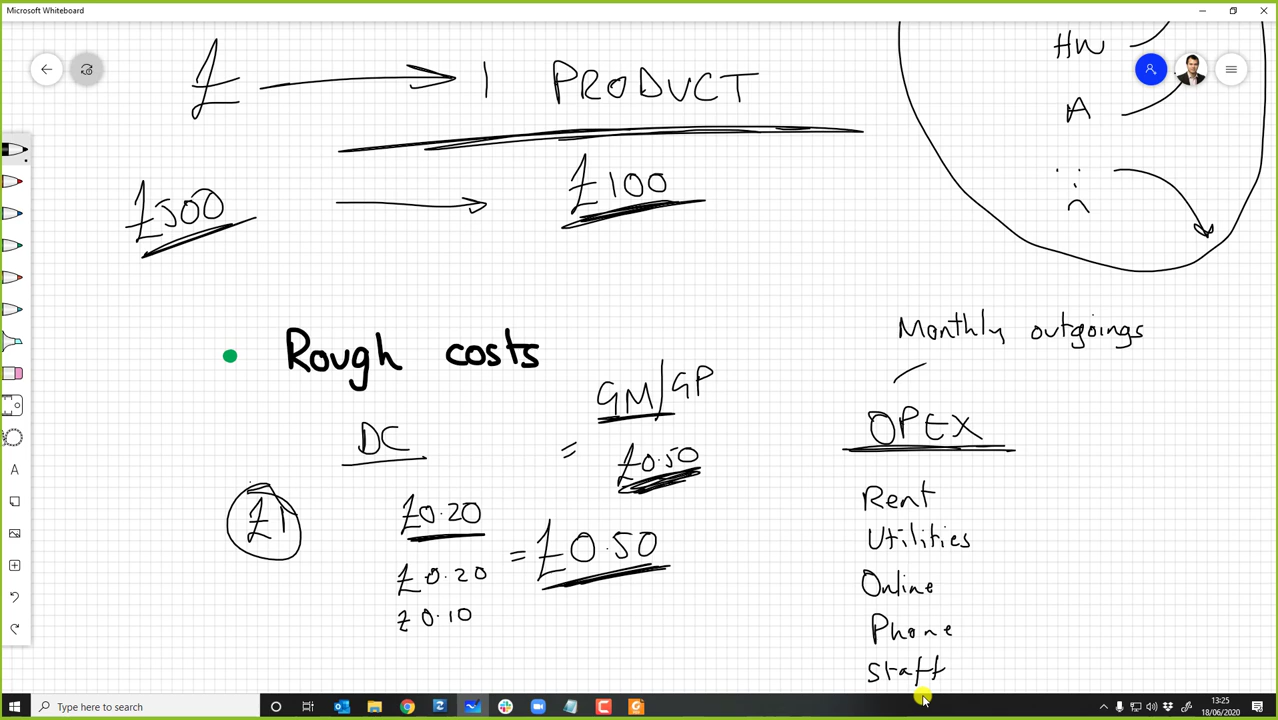 Microsoft Whiteboard
£ 1 PRODUCT
HW
A
£500 £100
Rough costs
Monthly outgoings
GM/GP
DC
= £0.50
OPEX
£1
£0.20
= £0.50
£0.20
£0.10
Rent
Utilities
Online
Phone
Staff
Type here to search
13:25
18/06/2020